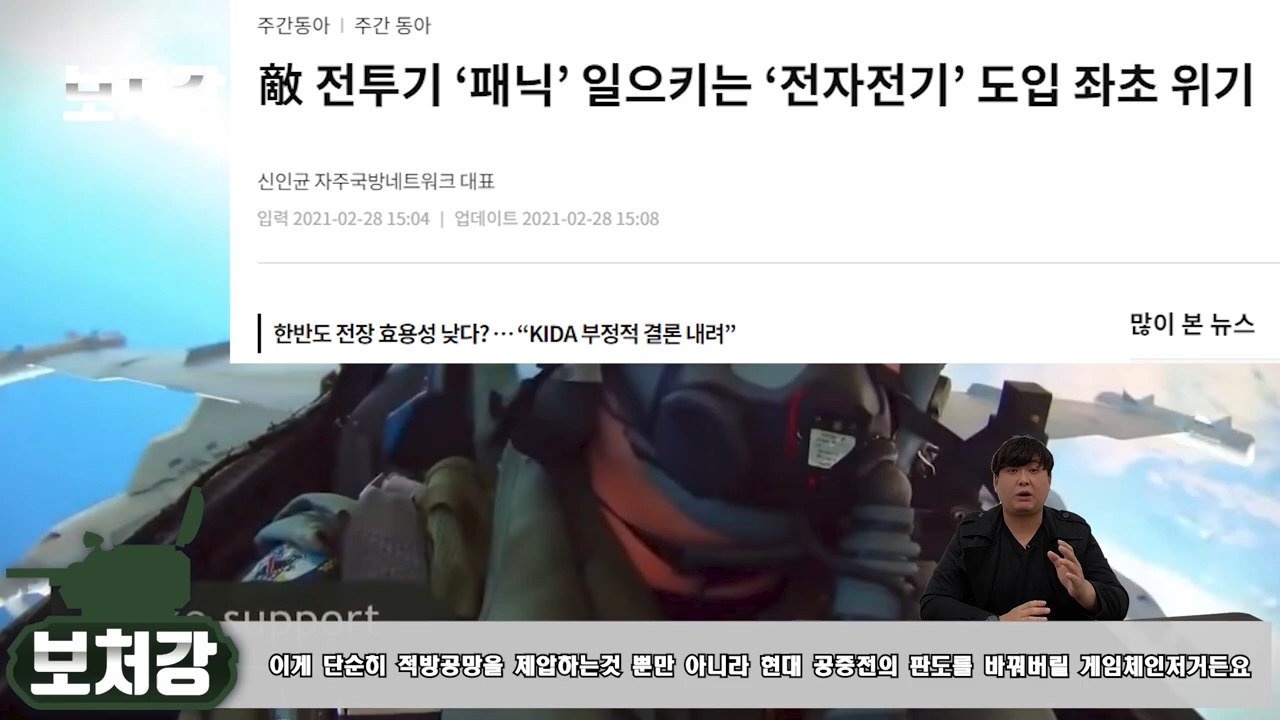 주간동아 | 주간 동아
보처강
敵 전투기 ‘패닉’ 일으키는 ‘전자전기’ 도입 좌초 위기
신인균 자주국방네트워크 대표
입력 2021-02-28 15:04 | 업데이트 2021-02-28 15:08
한반도 전장 효용성 낮다?…“KIDA 부정적 결론 내려”
많이 본 뉴스
support
보처강
이게 단순히 적방공망을 제압하는것 뿐만 아니라 현대 공중전의 판도를 바꿔버릴 게임체인저거든요